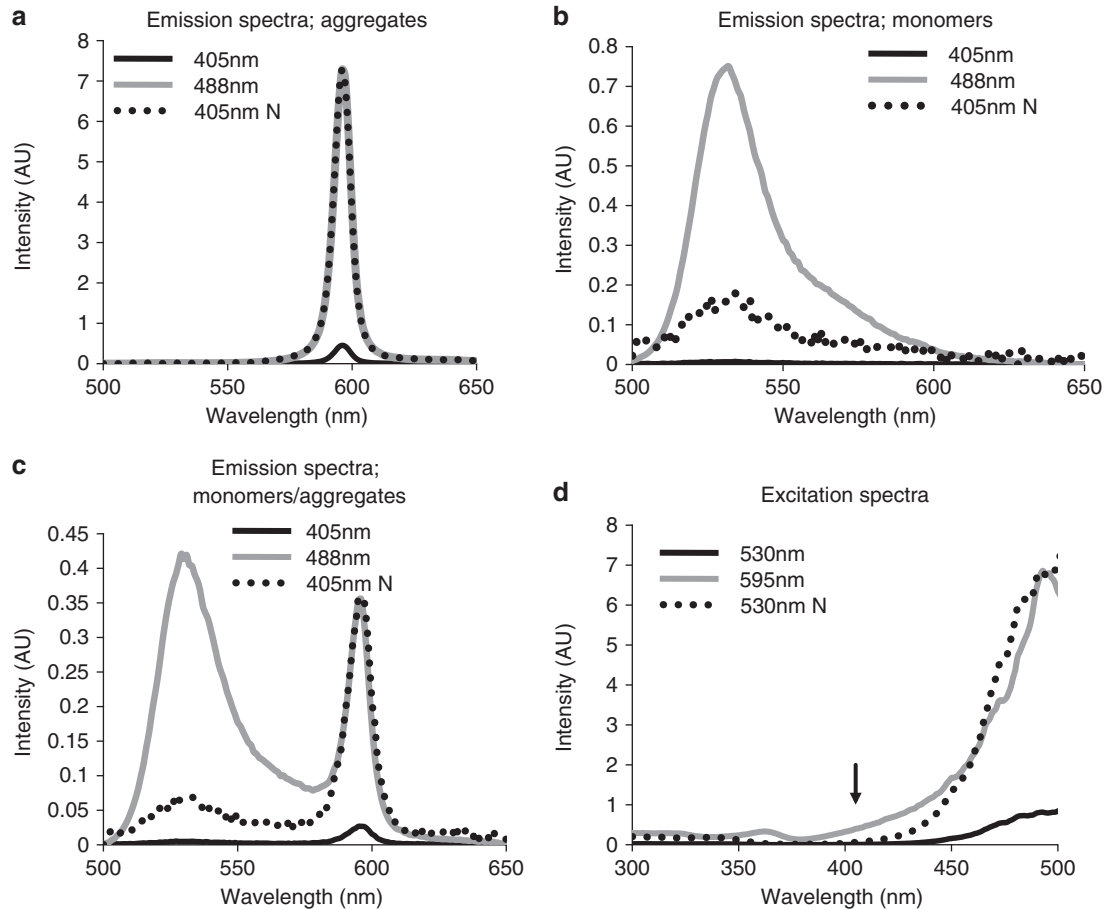 a
Emission spectra; aggregates
8
7
6
5
4
3
2
1
0
500
550
600
650
Intensity (AU)
Wavelength (nm)
405nm
488nm
405nm N
b
Emission spectra; monomers
0.8
0.7
0.6
0.5
0.4
0.3
0.2
0.1
0
500
550
600
650
Intensity (AU)
Wavelength (nm)
405nm
488nm
405nm N
c
Emission spectra;
monomers/aggregates
0.45
0.4
0.35
0.3
0.25
0.2
0.15
0.1
0.05
0
500
550
600
650
Intensity (AU)
Wavelength (nm)
405nm
488nm
405nm N
d
Excitation spectra
8
7
6
5
4
3
2
1
0
300
350
400
450
500
Intensity (AU)
Wavelength (nm)
530nm
595nm
530nm N